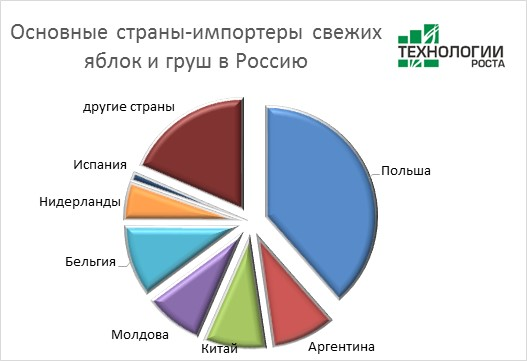 Основные страны-импортеры свежих
яблок и груш в Россию
ТЕХНОЛОГИИ
РОСТА
другие страны
Испания
Нидерланды
Бельгия
Молдова
Китай
Аргентина
Польша